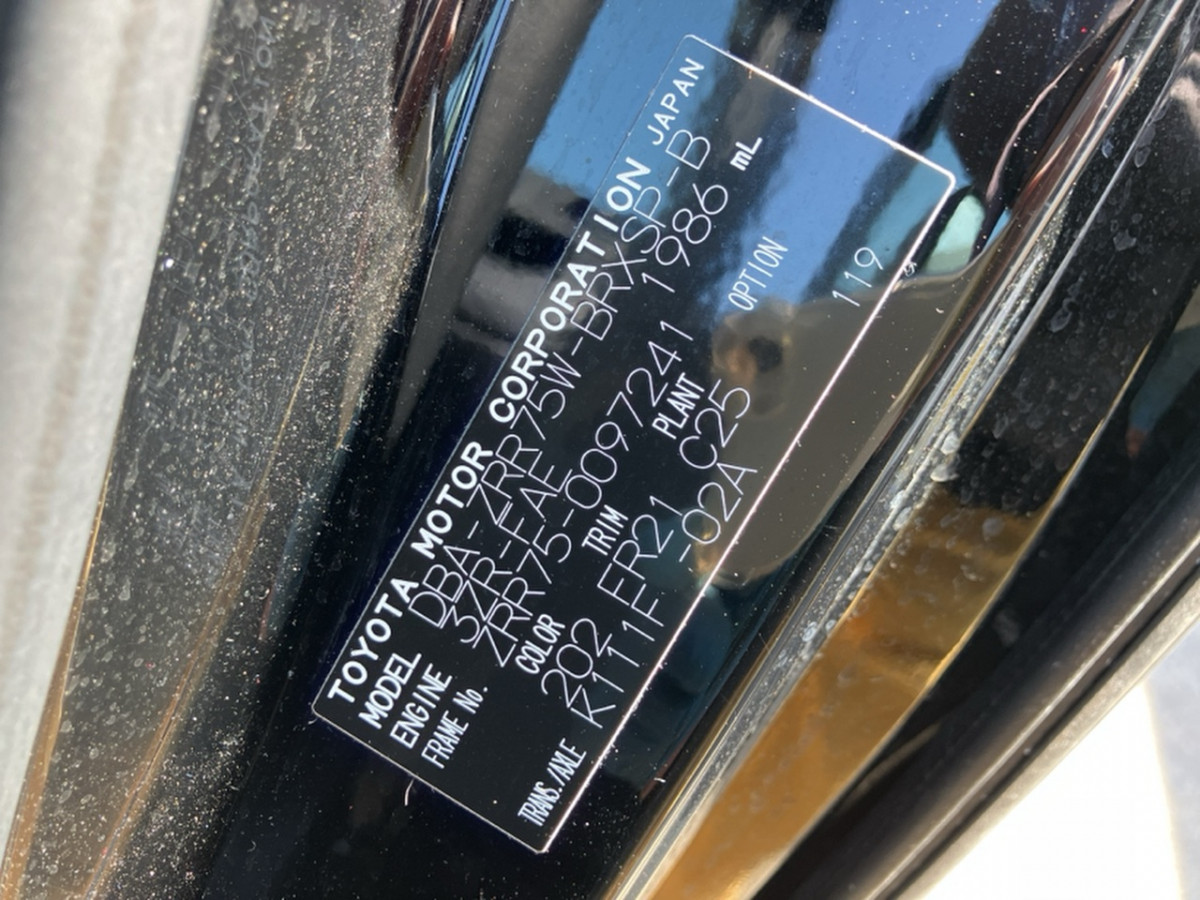 TOYOTA MOTOR CORPORATION JAPAN
MODEL DBA-ZRR75W-BRXSP-B
ENGINE 3ZR-FAE 1986 mL
FRAME No. ZRR75-0097241
COLOR TRIM PLANT OPTION
202 FR21 C25
TRANS./AXLE K111F -02A 119